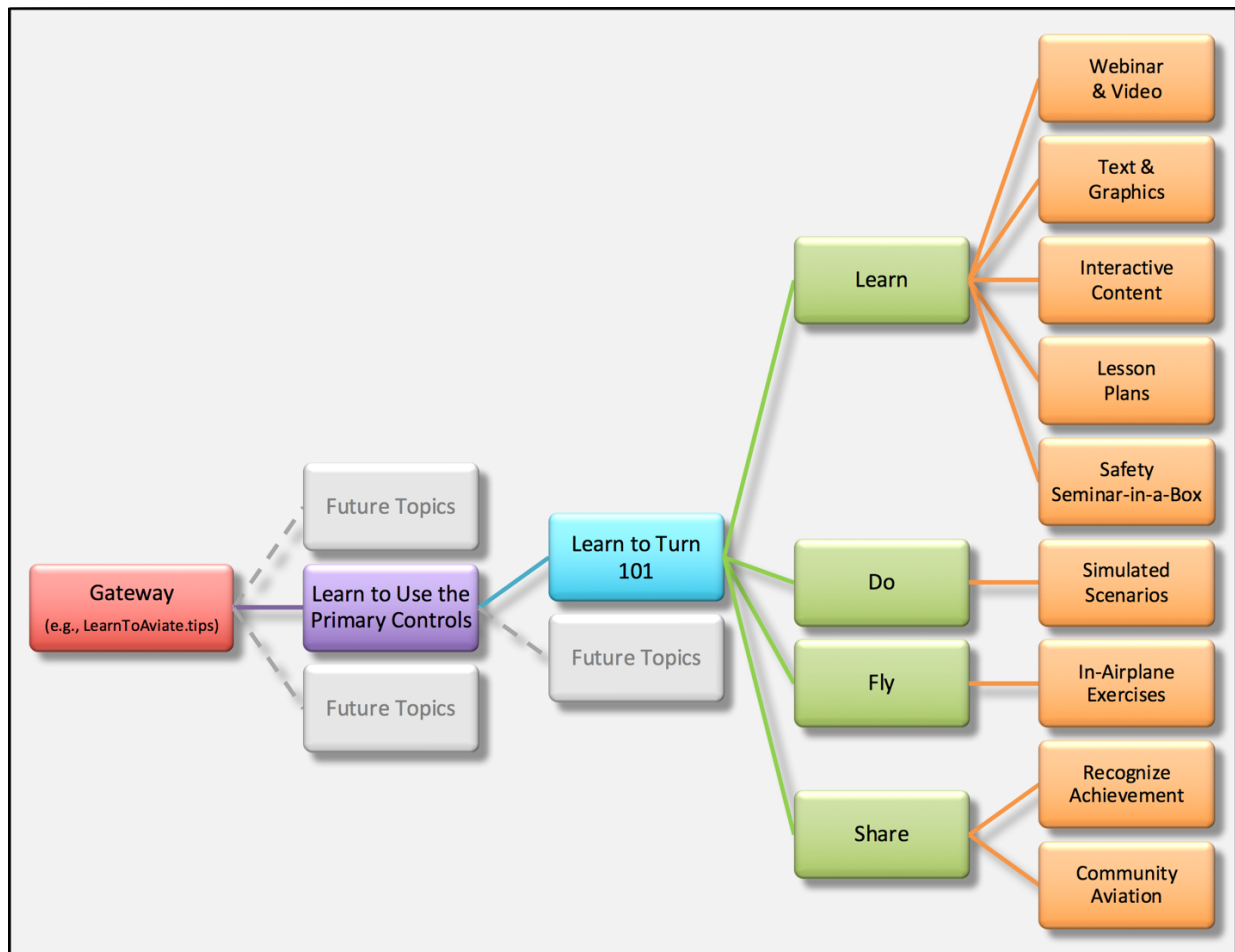 Webinar
& Video
Text &
Graphics
Learn
Interactive
Content
Lesson
Plans
Safety
Seminar-in-a-Box
Future Topics
Learn to Turn
101
Gateway
(e.g., LearnToAviate.tips)
Learn to Use the
Primary Controls
Do
Simulated
Scenarios
Future Topics
Future Topics
Fly
In-Airplane
Exercises
Recognize
Achievement
Share
Community
Aviation